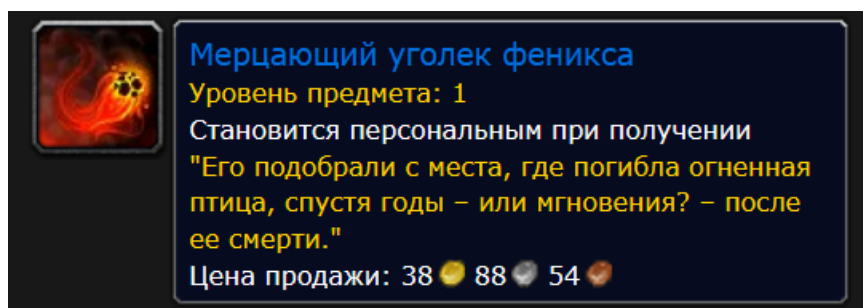 Мерцающий уголек феникса
Уровень предмета: 1
Становится персональным при получении
"Его подобрали с места, где погибла огненная
птица, спустя годы – или мгновения? – после
ее смерти."
Цена продажи: 38 88 54